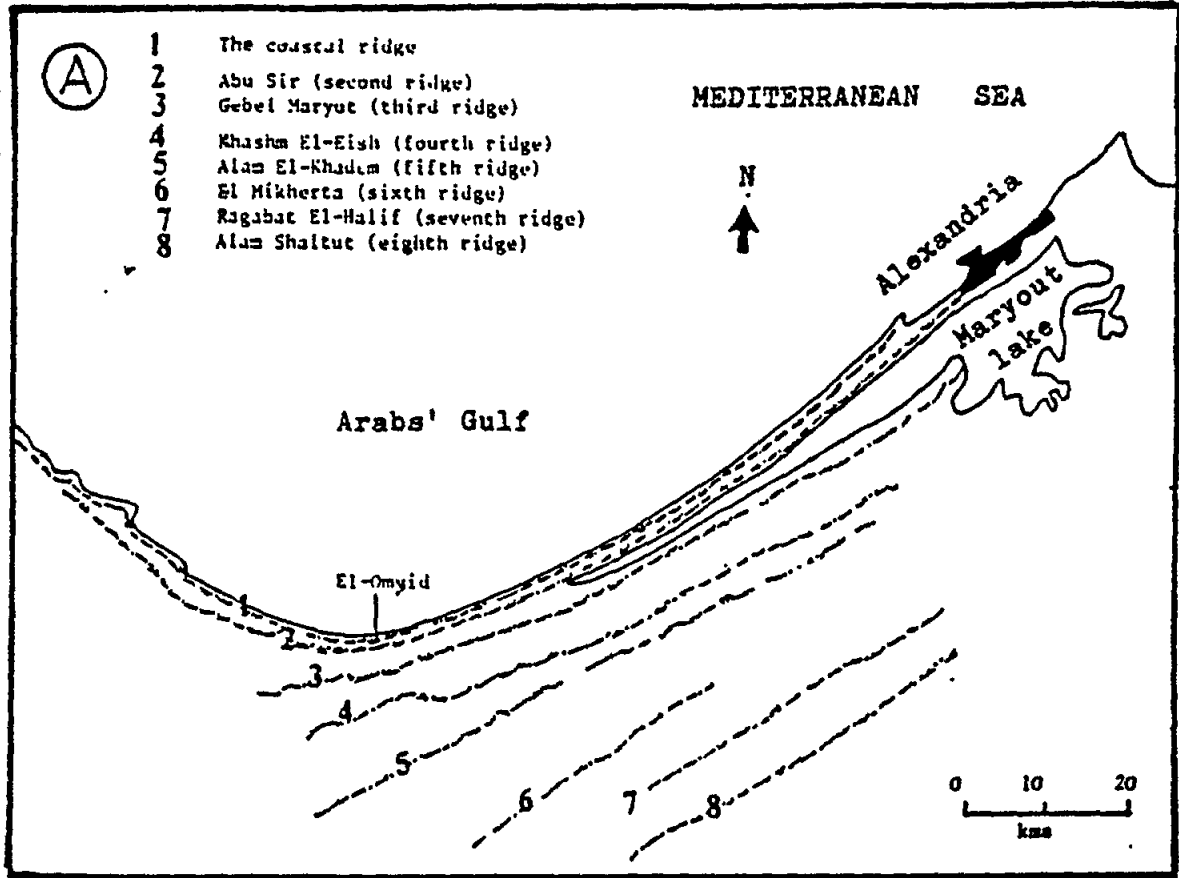 A
1 The coastal ridge
2 Abu Sir (second ridge)
3 Gebel Maryut (third ridge)
4 Khashm El-Eish (fourth ridge)
5 Alam El-Khadem (fifth ridge)
6 El Mikherta (sixth ridge)
7 Ragabat El-Halif (seventh ridge)
8 Alam Shaltut (eighth ridge)
MEDITERRANEAN SEA
N
Alexandria
Maryout
lake
Arabs' Gulf
El-Omyid
1
2
3
4
5
6
7
8
0 10 20
kms